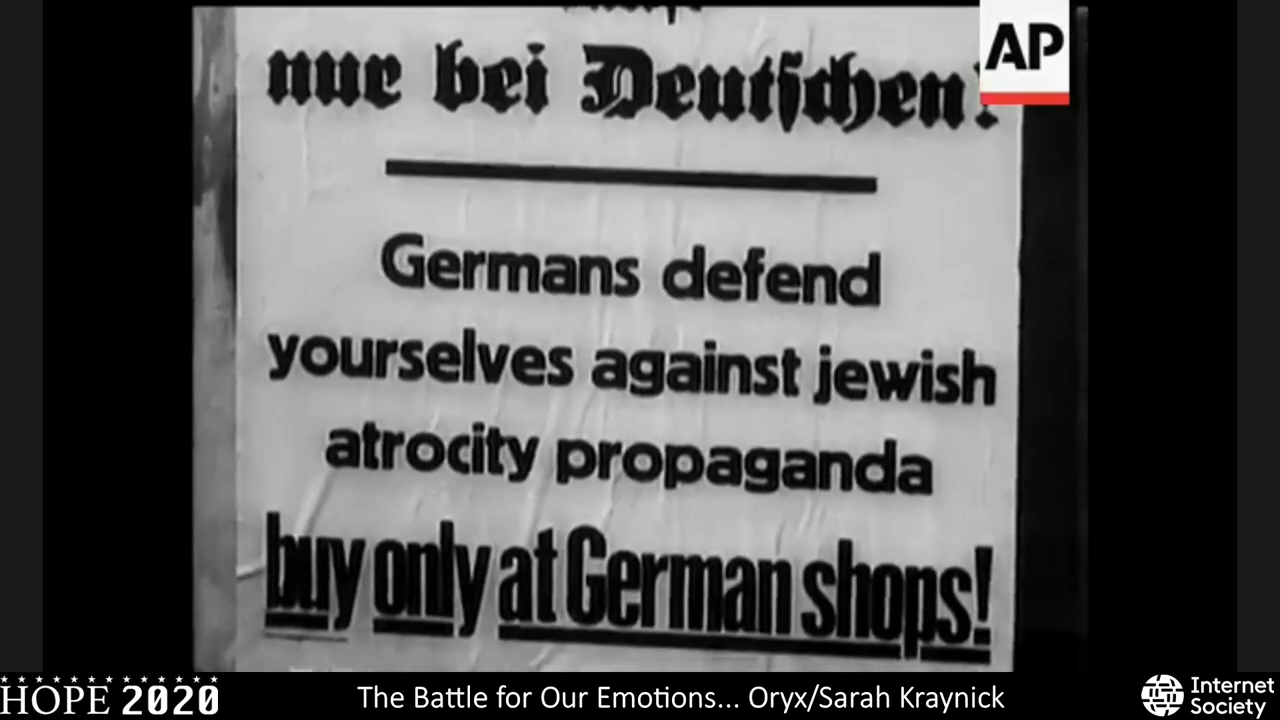 nur bei Deutschen!
AP
Germans defend
yourselves against jewish
atrocity propaganda
buy only at German shops!
HOPE 2020
The Battle for Our Emotions... Oryx/Sarah Kraynick
Internet
Society